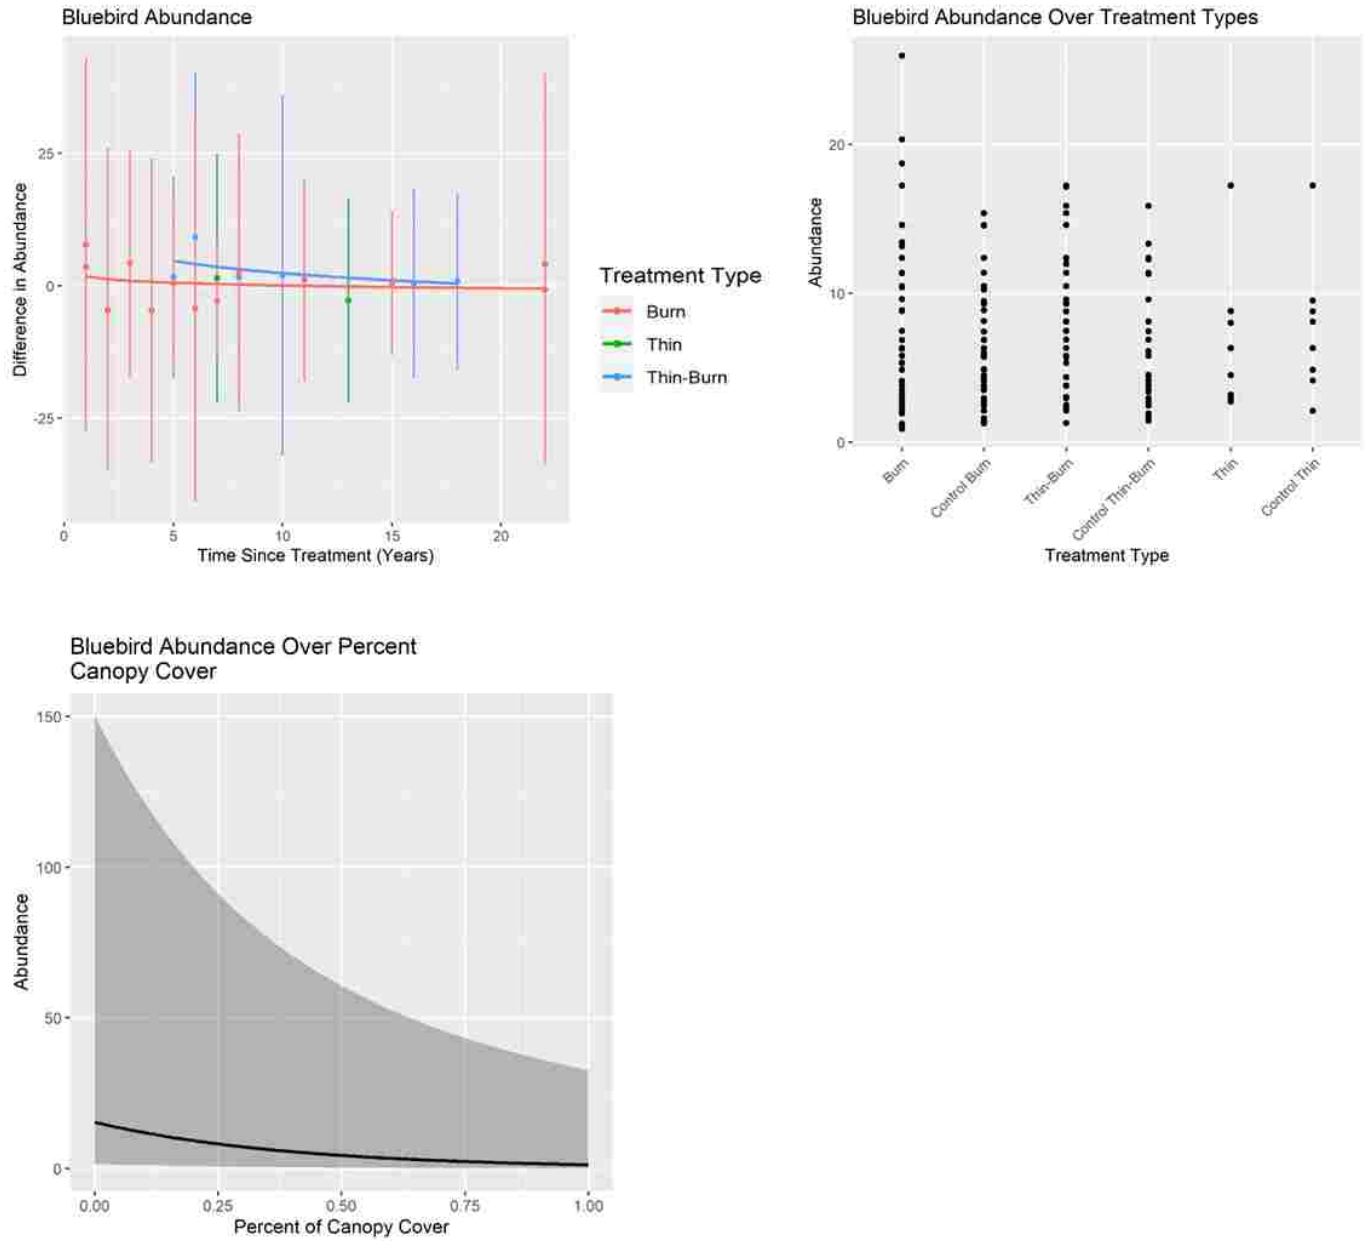 Bluebird Abundance
Difference in Abundance
25
0
-25
0 5 10 15 20
Time Since Treatment (Years)
Treatment Type
Burn
Thin
Thin-Burn
Bluebird Abundance Over Treatment Types
Abundance
20
10
0
Burn
Control Burn
Thin-Burn
Control Thin-Burn
Thin
Control Thin
Treatment Type
Bluebird Abundance Over Percent
Canopy Cover
Abundance
150
100
50
0
0.00 0.25 0.50 0.75 1.00
Percent of Canopy Cover